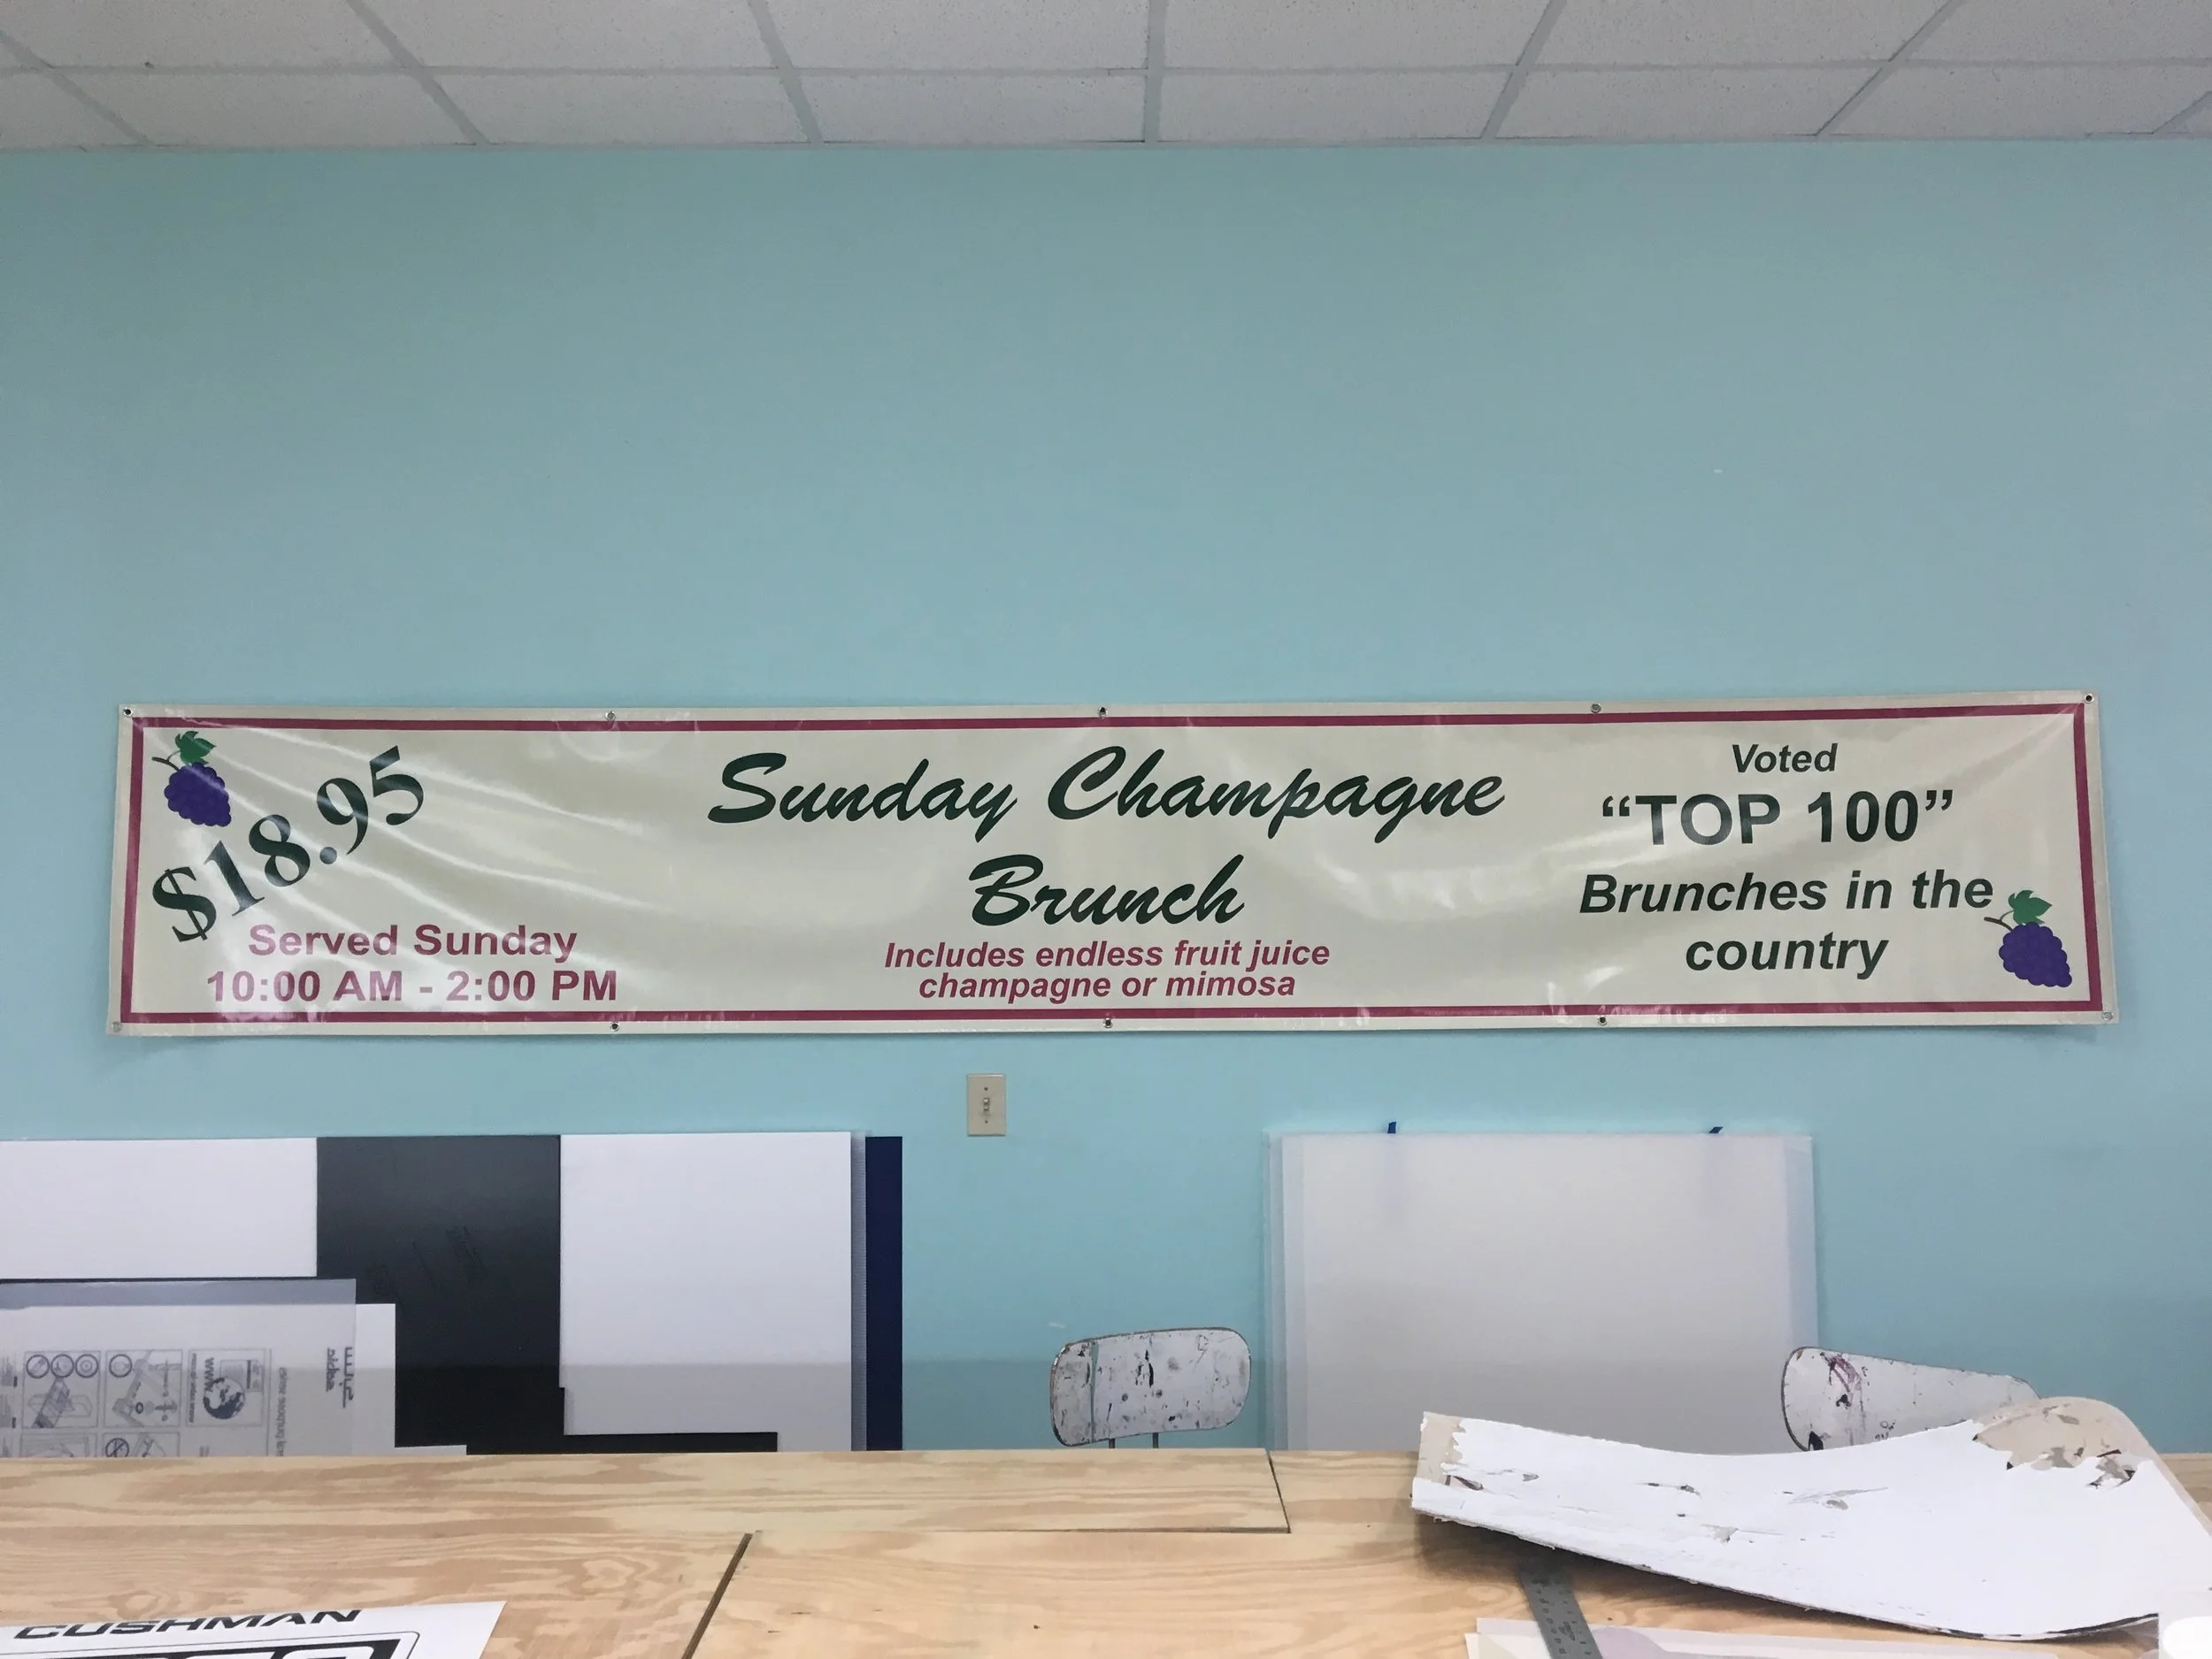 $18.95
Served Sunday
10:00 AM - 2:00 PM
Sunday Champagne
Brunch
Includes endless fruit juice
champagne or mimosa
Voted
“TOP 100”
Brunches in the
country
www.
CUSHMAN